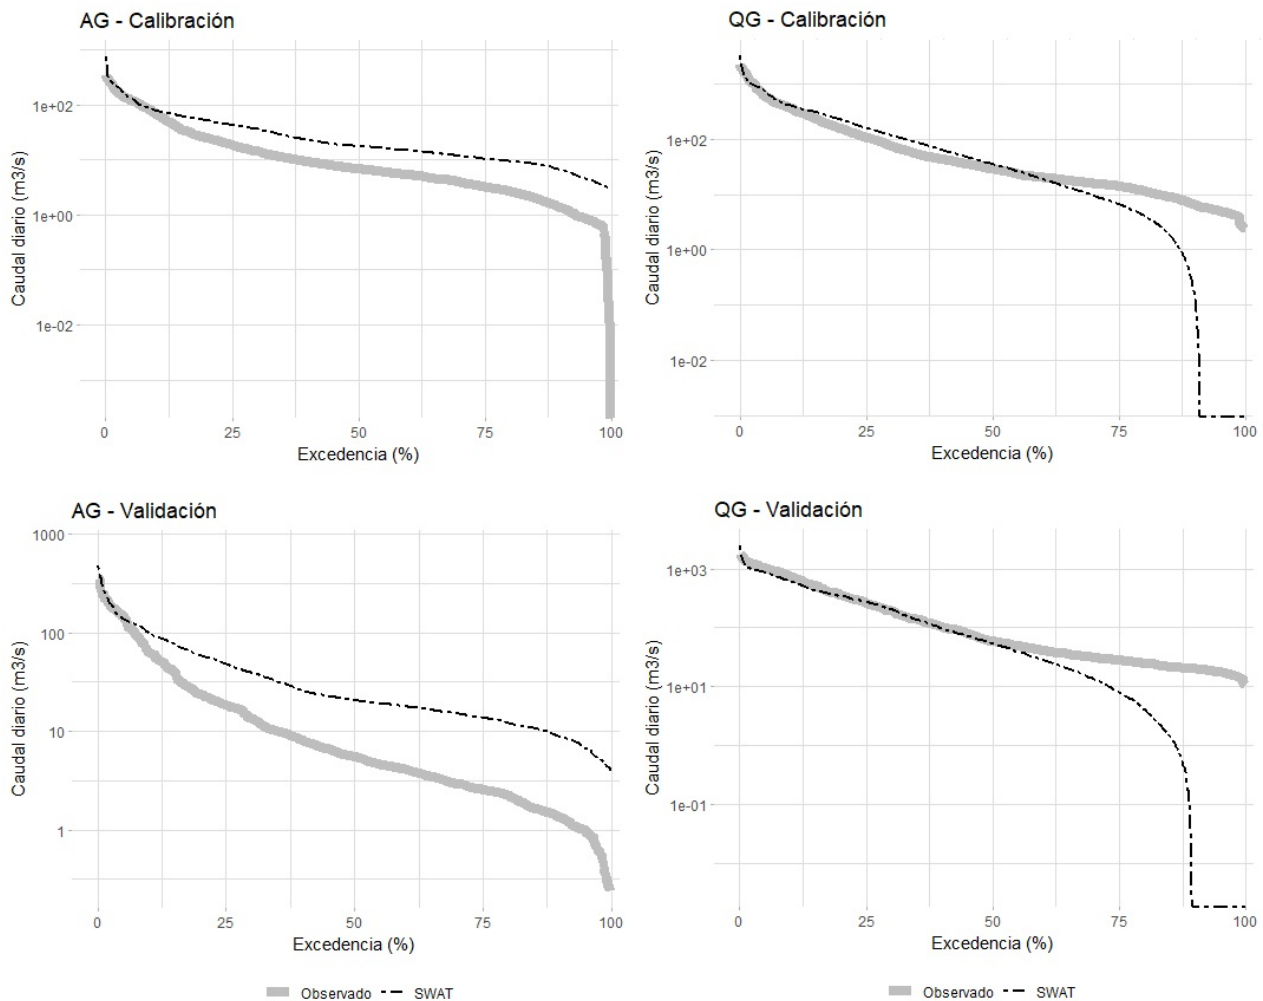 AG - Calibración
Caudal diario (m3/s)
1e+02
1e+00
1e-02
0 25 50 75 100
Excedencia (%)
QG - Calibración
Caudal diario (m3/s)
1e+02
1e+00
1e-02
0 25 50 75 100
Excedencia (%)
AG - Validación
Caudal diario (m3/s)
1000
100
10
1
0 25 50 75 100
Excedencia (%)
Observado SWAT
QG - Validación
Caudal diario (m3/s)
1e+03
1e+01
1e-01
0 25 50 75 100
Excedencia (%)
Observado SWAT